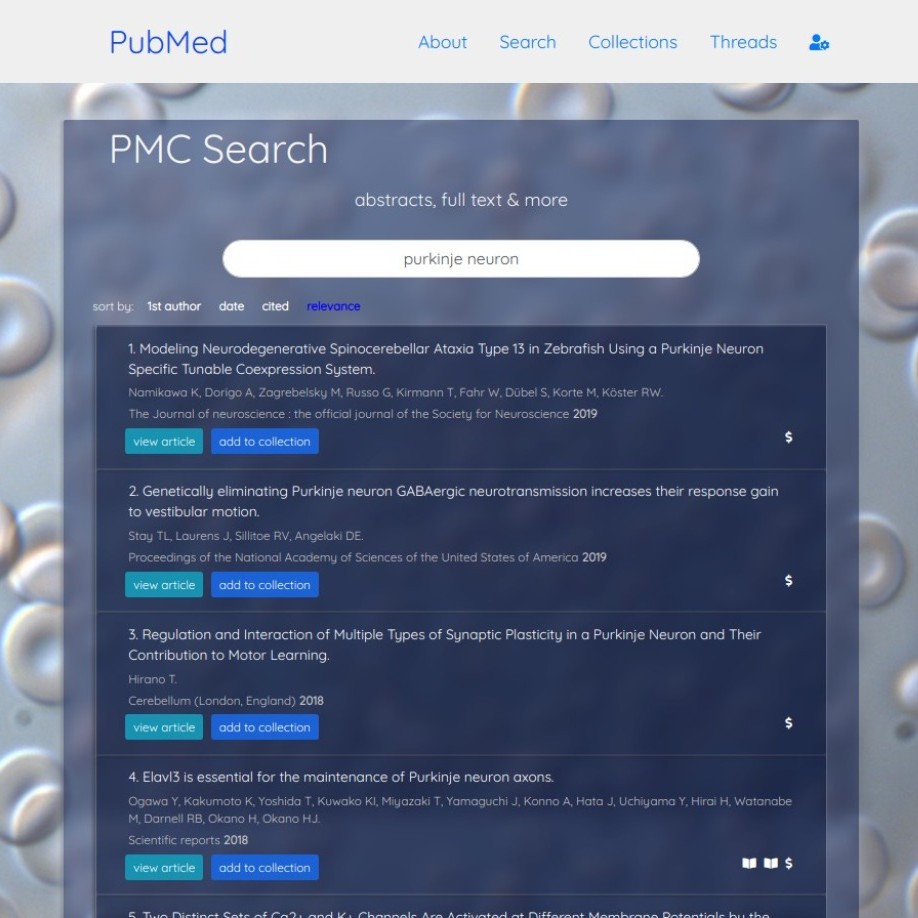 PubMed
About Search Collections Threads
PMC Search
abstracts, full text & more
purkinje neuron
sort by: 1st author date cited relevance
1. Modeling Neurodegenerative Spinocerebellar Ataxia Type 13 in Zebrafish Using a Purkinje Neuron
Specific Tunable Coexpression System.
Namikawa K, Dorigo A, Zagrebelsky M, Russo G, Kirmann T, Fahr W, Dübel S, Korte M, Köster RW.
The Journal of neuroscience : the official journal of the Society for Neuroscience 2019
view article add to collection $
2. Genetically eliminating Purkinje neuron GABAergic neurotransmission increases their response gain
to vestibular motion.
Stay TL, Laurens J, Sillitoe RV, Angelaki DE.
Proceedings of the National Academy of Sciences of the United States of America 2019
view article add to collection $
3. Regulation and Interaction of Multiple Types of Synaptic Plasticity in a Purkinje Neuron and Their
Contribution to Motor Learning.
Hirano T.
Cerebellum (London, England) 2018
view article add to collection $
4. Elavl3 is essential for the maintenance of Purkinje neuron axons.
Ogawa Y, Kakumoto K, Yoshida T, Kuwako KI, Miyazaki T, Yamaguchi J, Konno A, Hata J, Uchiyama Y, Hirai H, Watanabe
M, Darnell RB, Okano H, Okano HJ.
Scientific reports 2018
view article add to collection $
5. Two Distinct Sets of Ca2+ and K+ Channels Are Activated at Different Membrane Potentials by the